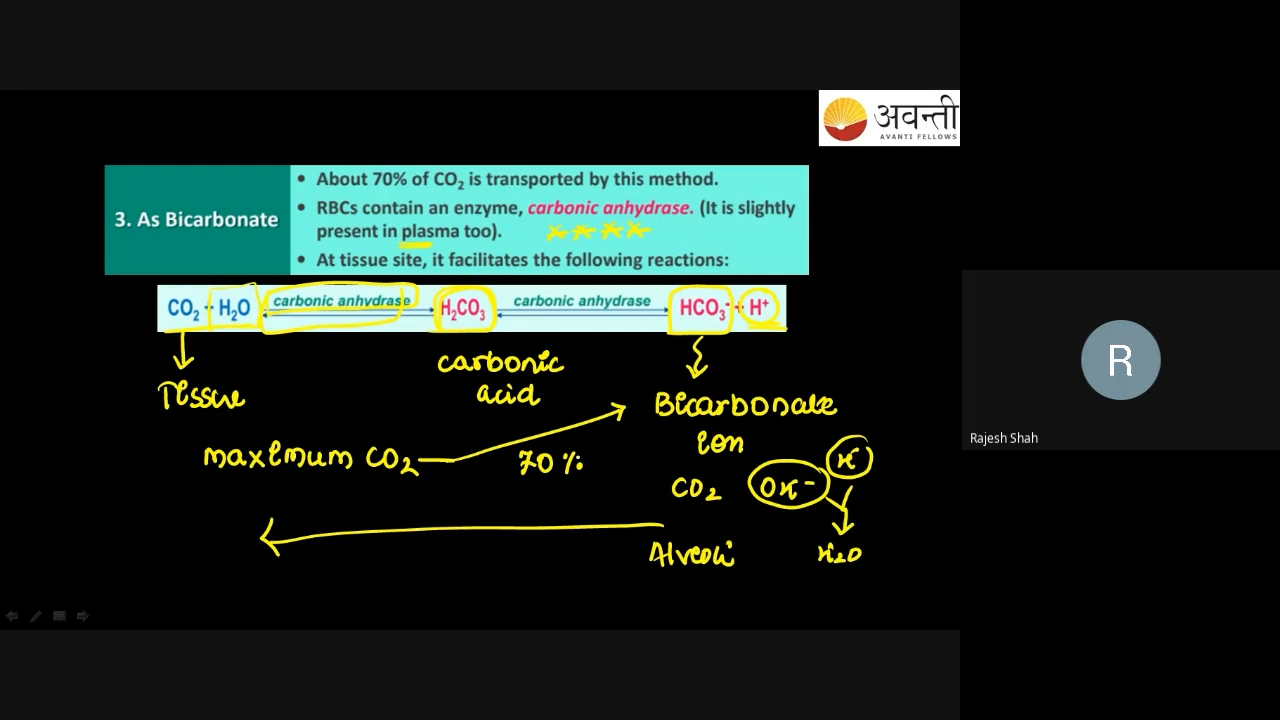 अवन्ती
AVANTI FELLOWS
3. As Bicarbonate
• About 70% of CO₂ is transported by this method.
• RBCs contain an enzyme, carbonic anhydrase. (It is slightly
present in plasma too).
• At tissue site, it facilitates the following reactions:
CO₂ + H₂O carbonic anhydrase H₂CO₃ carbonic anhydrase HCO₃⁻ + H⁺
Tissue
carbonic
acid
Bicarbonate
ion
maximum CO₂
70%
CO₂ OH⁻ H
Alveoli
H₂O
R
Rajesh Shah